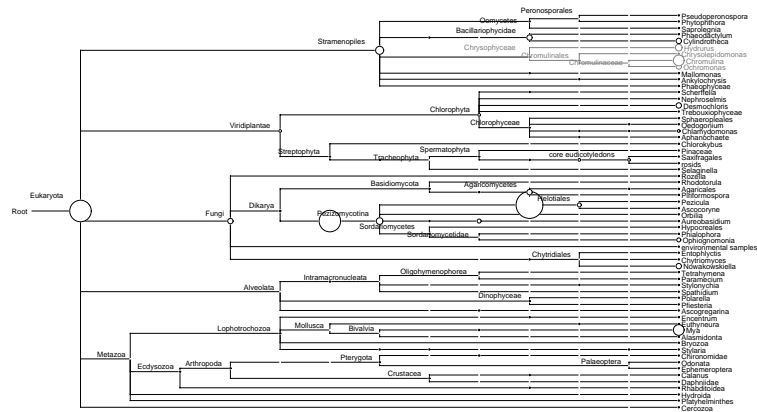 Peronosporales
Pseudoperonospora
Oomycetes
Phytophthora
Saprolegnia
Bacillariophycidae
Phaeodactylum
Cylindrotheca
Stramenopiles
Chrysophyceae
Hydrurus
Chromulinales
Chrysolepidomonas
Chromulinaceae
Chromulina
Ochromonas
Mallomonas
Ankylochrysis
Phaeophyceae
Scherffelia
Nephroselmis
Chlorophyta
Desmochloris
Trebouxiophyceae
Viridiplantae
Chlorophyceae
Sphaeropleales
Oedogonium
Chlamydomonas
Aphanochaete
Chlorokybus
Streptophyta
Spermatophyta
Pinaceae
Tracheophyta
core eudicotyledons
Saxifragales
rosids
Selaginella
Rozella
Basidiomycota
Agaricomycetes
Rhodotorula
Agaricales
Eukaryota
Piriformospora
Dikarya
Helotiales
Pezicula
Root
Fungi
Pezizomycotina
Ascocoryne
Orbilia
Sordariomycetes
Aureobasidium
Sordariomycetidae
Hypocreales
Phialophora
Ophiognomonia
environmental samples
Chytridiales
Entophlyctis
Chytriomyces
Nowakowskiella
Intramacronucleata
Oligohymenophorea
Tetrahymena
Paramecium
Stylonychia
Alveolata
Spathidium
Dinophyceae
Polarella
Pfiesteria
Ascogregarina
Encentrum
Lophotrochozoa
Mollusca
Bivalvia
Euthyneura
Mya
Alasmidonta
Bryozoa
Stylaria
Metazoa
Pterygota
Chironomidae
Ecdysozoa
Arthropoda
Palaeoptera
Odonata
Ephemeroptera
Crustacea
Calanus
Daphniidae
Rhabditoidea
Hydroida
Platyhelminthes
Cercozoa